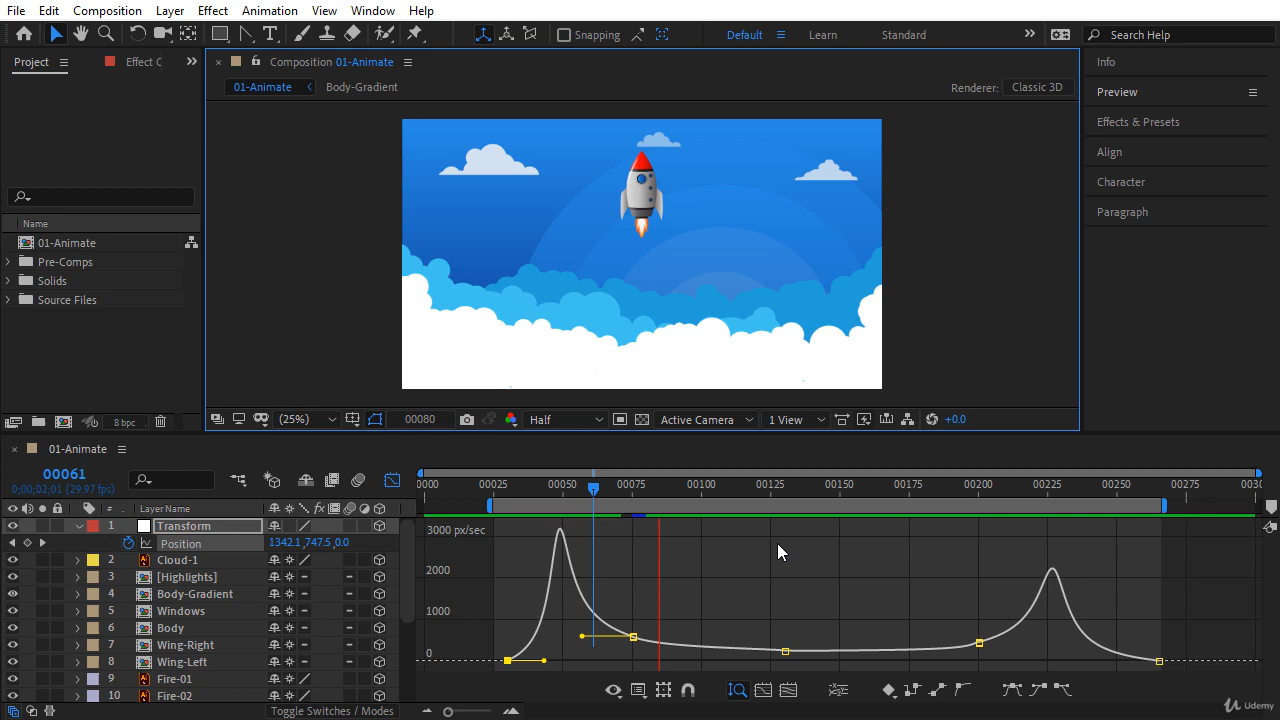 File Edit Composition Layer Effect Animation View Window Help
Snapping Default Learn Standard Search Help
Project Effect C Composition 01-Animate Info
01-Animate Body-Gradient Renderer: Classic 3D Preview
Effects & Presets
Align
Character
Paragraph
Name
01-Animate
Pre-Comps
Solids
Source Files
8 bpc (25%) 00080 Half Active Camera 1 View +0.0
01-Animate
00061
0;00;02;01 (29.97 fps)
0000 00025 00050 00075 00100 00125 00150 00175 00200 00225 00275 0030
# Layer Name
1 Transform
Position 1342.1,747.5,0.0
2 Cloud-1
3 [Highlights]
4 Body-Gradient
5 Windows
6 Body
7 Wing-Right
8 Wing-Left
9 Fire-01
10 Fire-02
3000 px/sec
2000
1000
0
Toggle Switches / Modes
Udemy